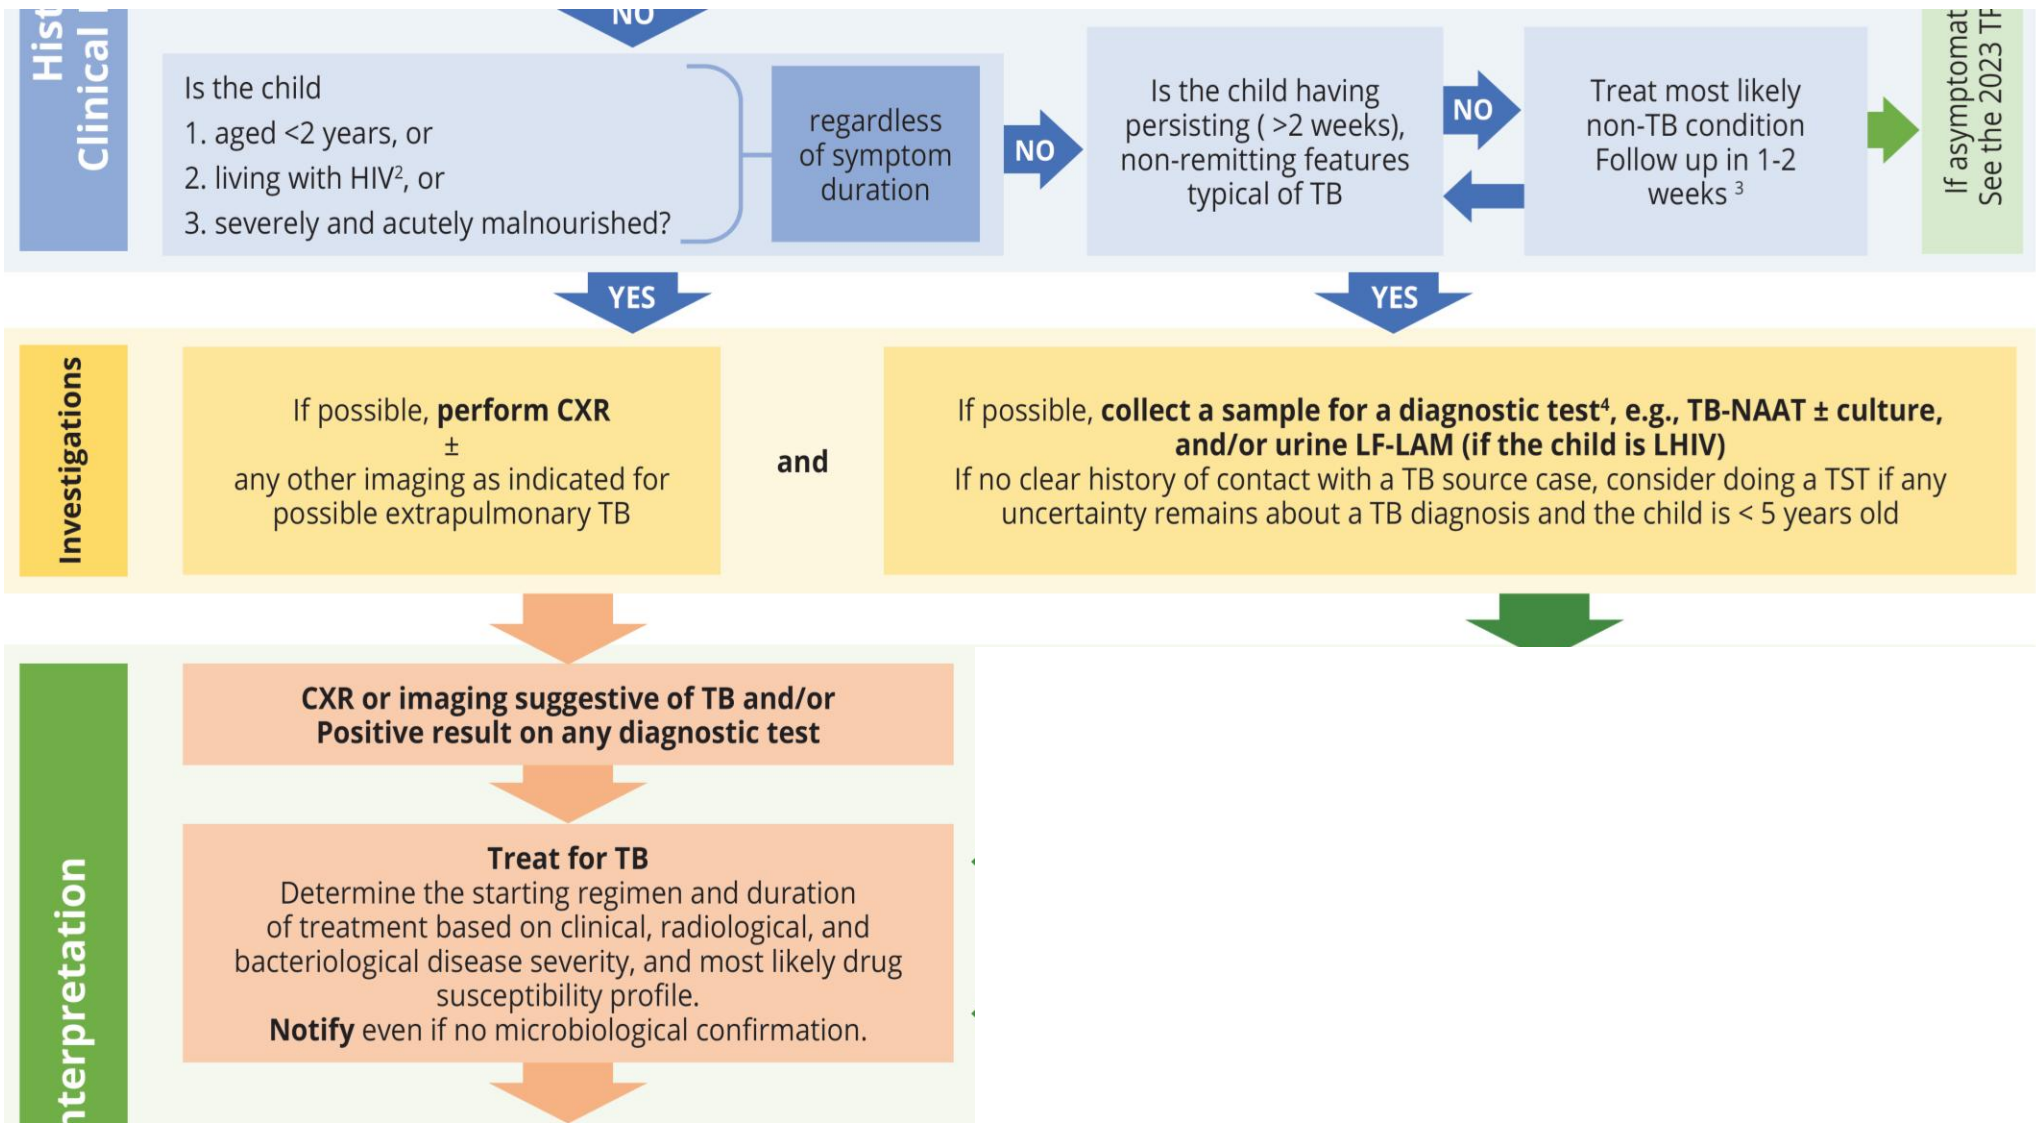 NO
Hist
Clinical
Is the child
1. aged <2 years, or
2. living with HIV², or
3. severely and acutely malnourished?
regardless
of symptom
duration
NO
Is the child having
persisting ( >2 weeks),
non-remitting features
typical of TB
NO
Treat most likely
non-TB condition
Follow up in 1-2
weeks ³
If asymptomat
See the 2023 TP
YES
YES
Investigations
If possible, perform CXR
±
any other imaging as indicated for
possible extrapulmonary TB
and
If possible, collect a sample for a diagnostic test⁴, e.g., TB-NAAT ± culture,
and/or urine LF-LAM (if the child is LHIV)
If no clear history of contact with a TB source case, consider doing a TST if any
uncertainty remains about a TB diagnosis and the child is < 5 years old
nterpretation
CXR or imaging suggestive of TB and/or
Positive result on any diagnostic test
Treat for TB
Determine the starting regimen and duration
of treatment based on clinical, radiological, and
bacteriological disease severity, and most likely drug
susceptibility profile.
Notify even if no microbiological confirmation.